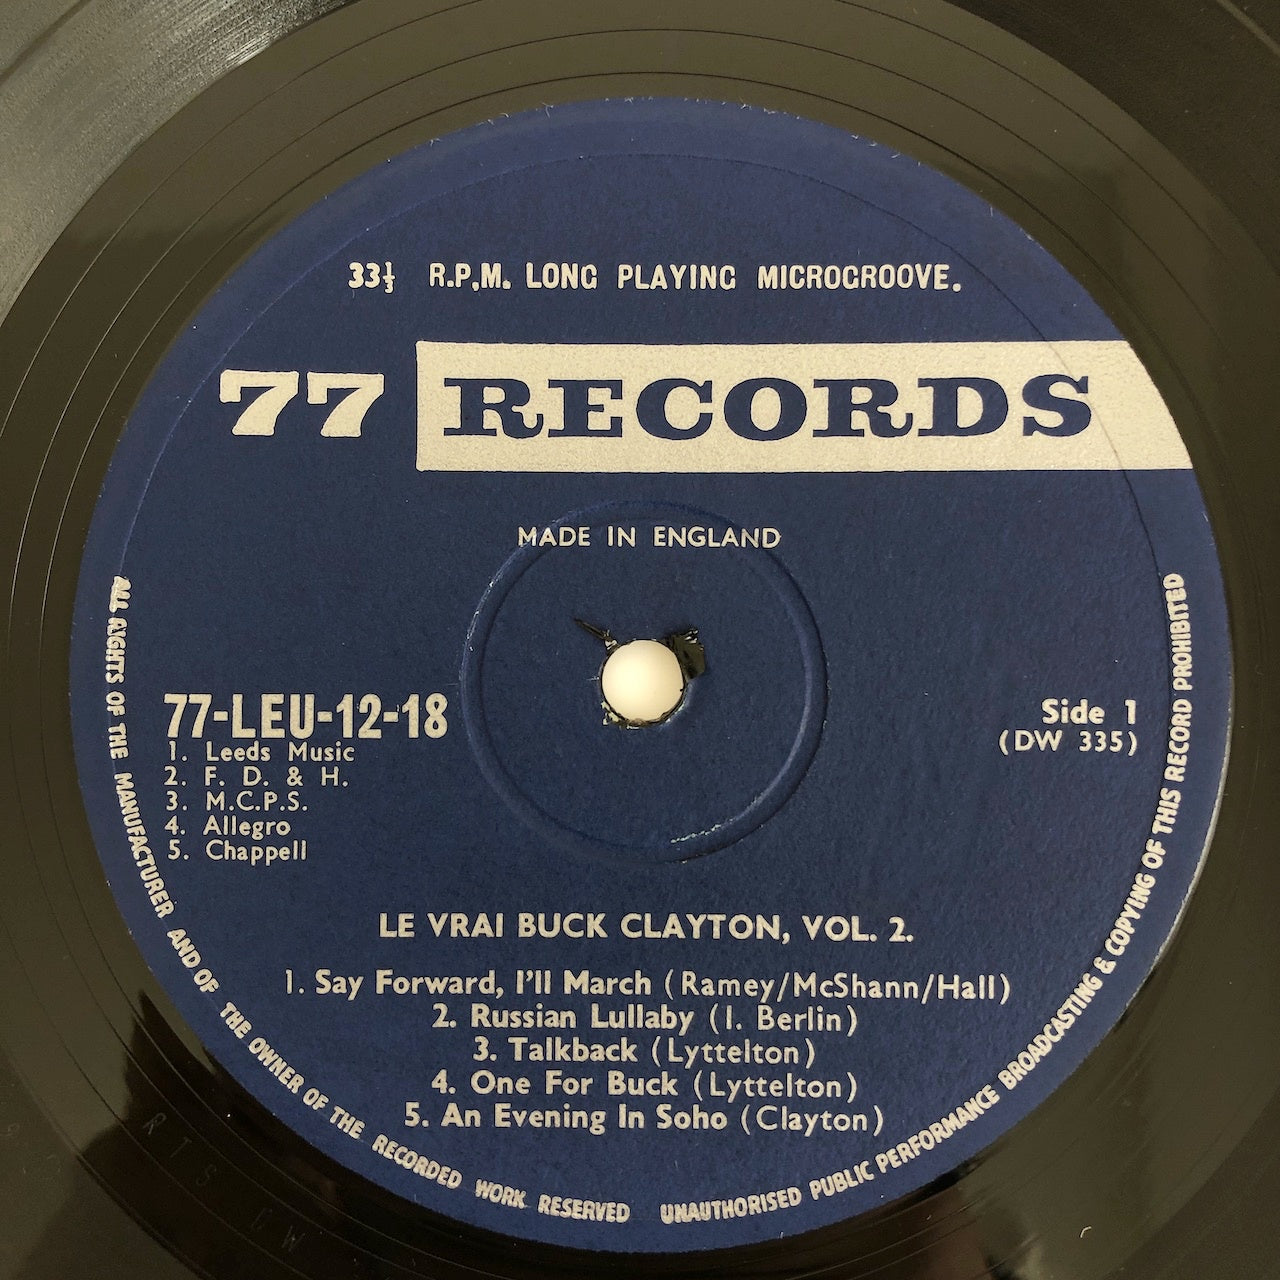 33⅓ R.P.M. LONG PLAYING MICROGROOVE.
77 RECORDS
MADE IN ENGLAND
77-LEU-12-18
1. Leeds Music
2. F. D. & H.
3. M.C.P.S.
4. Allegro
5. Chappell
Side 1
(DW 335)
LE VRAI BUCK CLAYTON, VOL. 2.
1. Say Forward, I'll March (Ramey/McShann/Hall)
2. Russian Lullaby (I. Berlin)
3. Talkback (Lyttelton)
4. One For Buck (Lyttelton)
5. An Evening In Soho (Clayton)
ALL RIGHTS OF THE MANUFACTURER AND OF THE OWNER OF THE RECORDED WORK RESERVED UNAUTHORISED PUBLIC PERFORMANCE BROADCASTING & COPYING OF THIS RECORD PROHIBITED